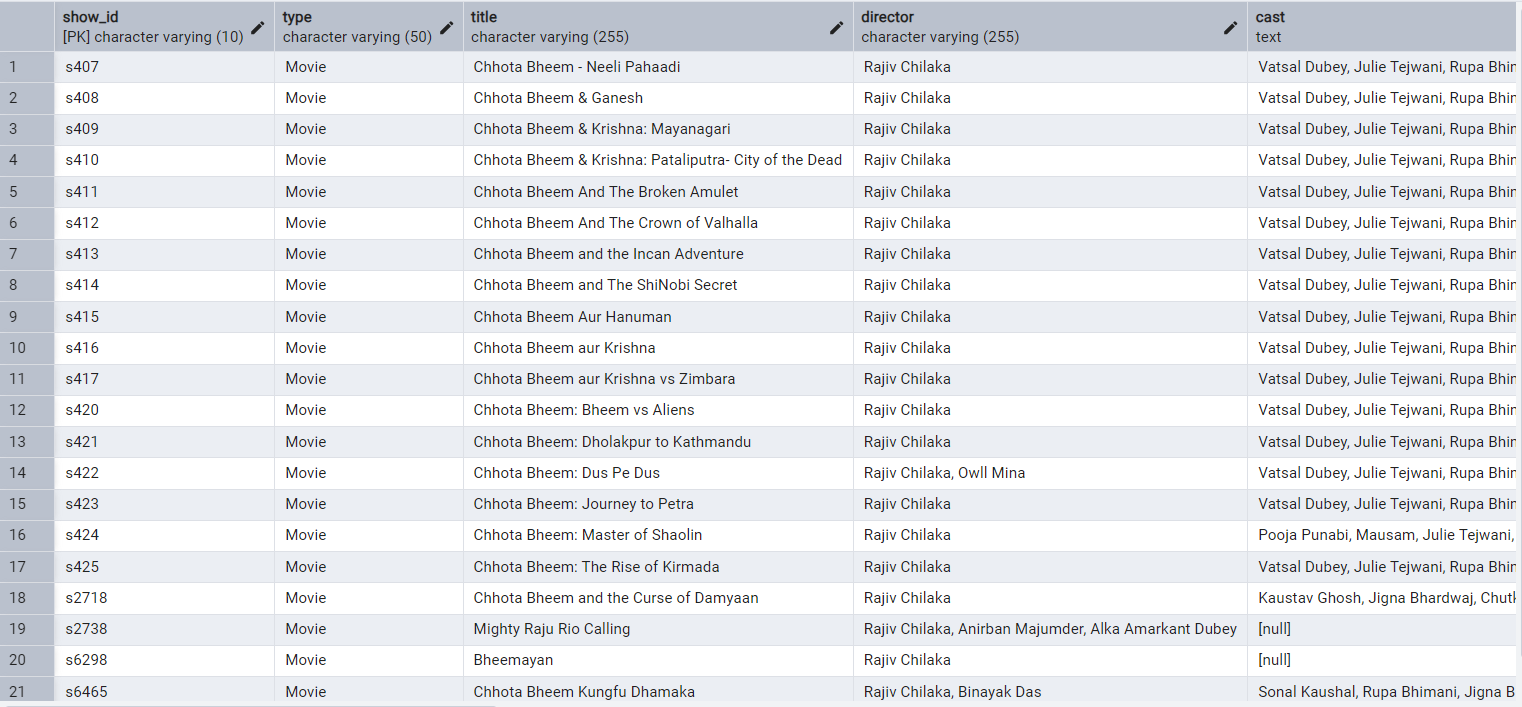 show_id type title director cast
[PK] character varying (10) character varying (50) character varying (255) character varying (255) text
1 s407 Movie Chhota Bheem - Neeli Pahaadi Rajiv Chilaka Vatsal Dubey, Julie Tejwani, Rupa
2 s408 Movie Chhota Bheem & Ganesh Rajiv Chilaka Vatsal Dubey, Julie Tejwani, Rupa
3 s409 Movie Chhota Bheem & Krishna: Mayanagari Rajiv Chilaka Vatsal Dubey, Julie Tejwani, Rupa
4 s410 Movie Chhota Bheem & Krishna: Pataliputra- City of the Dead Rajiv Chilaka Vatsal Dubey, Julie Tejwani, Rupa
5 s411 Movie Chhota Bheem And The Broken Amulet Rajiv Chilaka Vatsal Dubey, Julie Tejwani, Rupa
6 s412 Movie Chhota Bheem And The Crown of Valhalla Rajiv Chilaka Vatsal Dubey, Julie Tejwani, Rupa
7 s413 Movie Chhota Bheem and the Incan Adventure Rajiv Chilaka Vatsal Dubey, Julie Tejwani, Rupa
8 s414 Movie Chhota Bheem and The ShiNobi Secret Rajiv Chilaka Vatsal Dubey, Julie Tejwani, Rupa
9 s415 Movie Chhota Bheem Aur Hanuman Rajiv Chilaka Vatsal Dubey, Julie Tejwani, Rupa
10 s416 Movie Chhota Bheem aur Krishna Rajiv Chilaka Vatsal Dubey, Julie Tejwani, Rupa
11 s417 Movie Chhota Bheem aur Krishna vs Zimbara Rajiv Chilaka Vatsal Dubey, Julie Tejwani, Rupa
12 s420 Movie Chhota Bheem: Bheem vs Aliens Rajiv Chilaka Vatsal Dubey, Julie Tejwani, Rupa
13 s421 Movie Chhota Bheem: Dholakpur to Kathmandu Rajiv Chilaka Vatsal Dubey, Julie Tejwani, Rupa
14 s422 Movie Chhota Bheem: Dus Pe Dus Rajiv Chilaka, Owll Mina Vatsal Dubey, Julie Tejwani, Rupa
15 s423 Movie Chhota Bheem: Journey to Petra Rajiv Chilaka Vatsal Dubey, Julie Tejwani, Rupa
16 s424 Movie Chhota Bheem: Master of Shaolin Rajiv Chilaka Pooja Punabi, Mausam, Julie Tejwani,
17 s425 Movie Chhota Bheem: The Rise of Kirmada Rajiv Chilaka Vatsal Dubey, Julie Tejwani, Rupa
18 s2718 Movie Chhota Bheem and the Curse of Damyaan Rajiv Chilaka Kaustav Ghosh, Jigna Bhardwaj,
19 s2738 Movie Mighty Raju Rio Calling Rajiv Chilaka, Anirban Majumder, Alka Amarkant Dubey [null]
20 s6298 Movie Bheemayan Rajiv Chilaka [null]
21 s6465 Movie Chhota Bheem Kungfu Dhamaka Rajiv Chilaka, Binayak Das Sonal Kaushal, Rupa Bhimani, Jigna